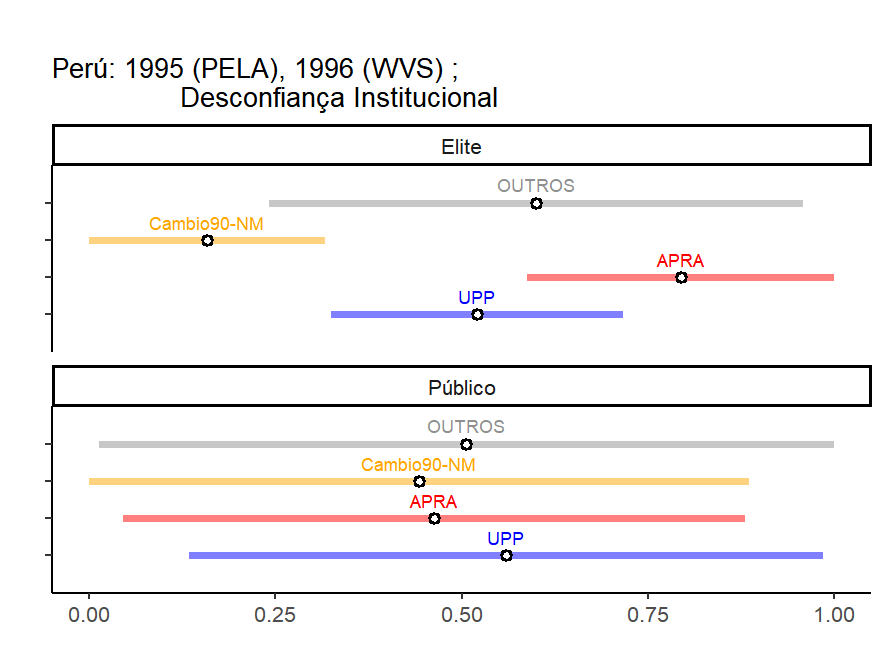 Perú: 1995 (PELA), 1996 (WVS) ;
Desconfiança Institucional
Elite
OUTROS
Cambio90-NM
APRA
UPP
Público
OUTROS
Cambio90-NM
APRA
UPP
0.00 0.25 0.50 0.75 1.00